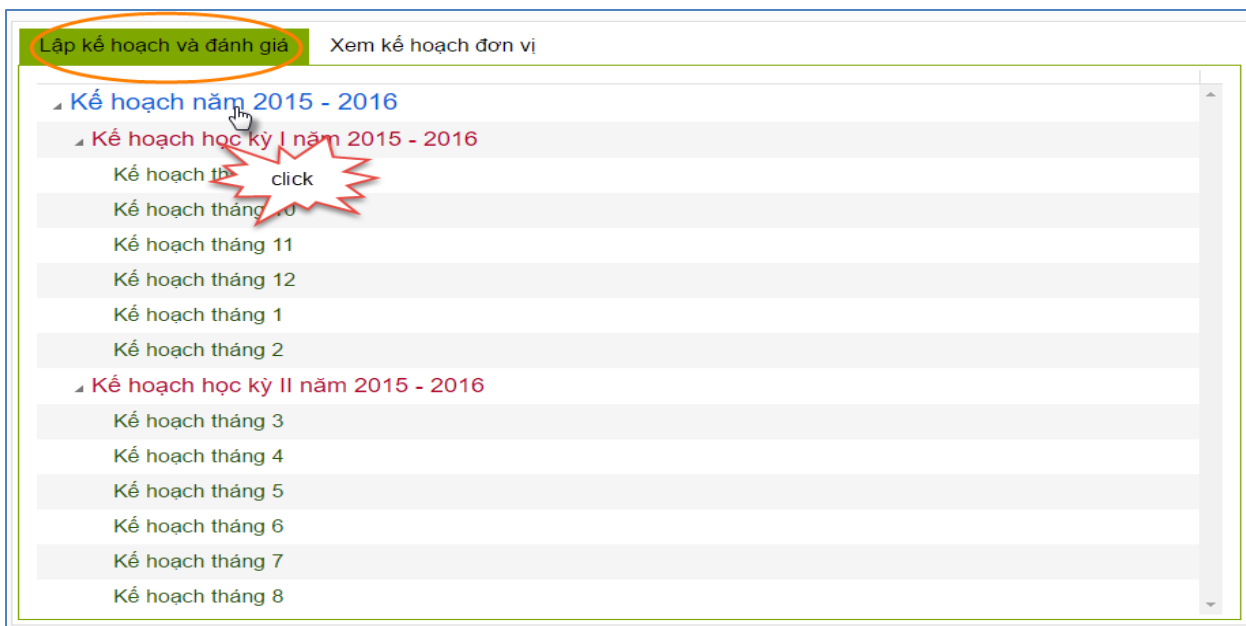 Lập kế hoạch và đánh giá Xem kế hoạch đơn vị
Kế hoạch năm 2015 - 2016
Kế hoạch học kỳ I năm 2015 - 2016
Kế hoạch
click
Kế hoạch tháng
Kế hoạch tháng 11
Kế hoạch tháng 12
Kế hoạch tháng 1
Kế hoạch tháng 2
Kế hoạch học kỳ II năm 2015 - 2016
Kế hoạch tháng 3
Kế hoạch tháng 4
Kế hoạch tháng 5
Kế hoạch tháng 6
Kế hoạch tháng 7
Kế hoạch tháng 8